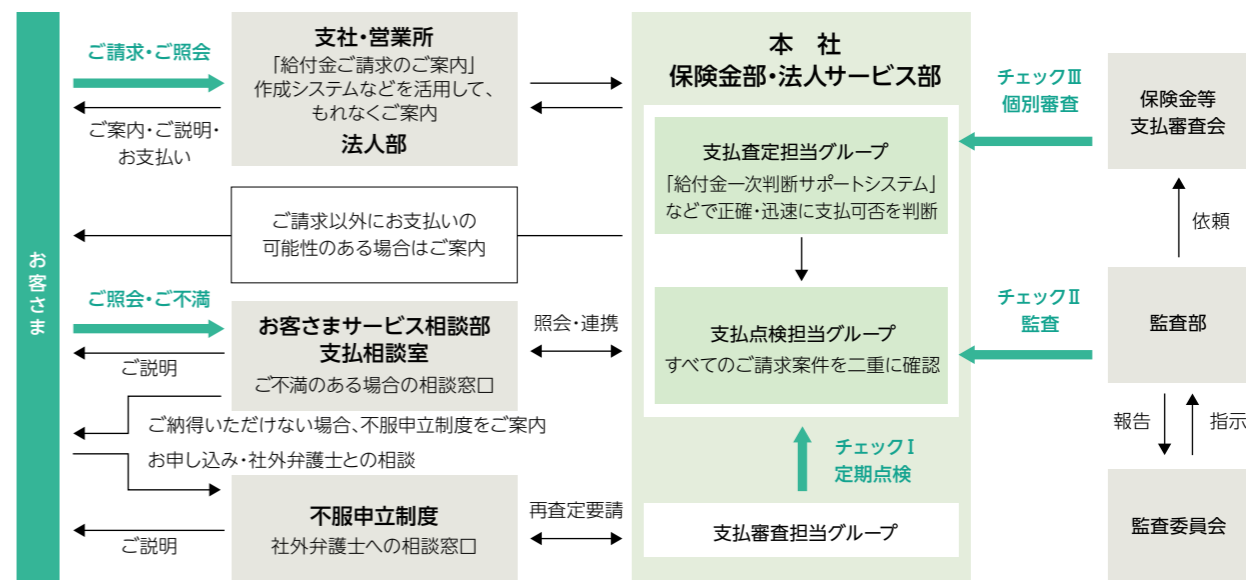 お客さま
ご請求・ご照会
ご案内・ご説明・
お支払い
支社・営業所
「給付金ご請求のご案内」
作成システムなどを活用して、
もれなくご案内
法人部
ご請求以外にお支払いの
可能性のある場合はご案内
ご照会・ご不満
ご説明
お客さまサービス相談部
支払相談室
ご不満のある場合の相談窓口
照会・連携
ご納得いただけない場合、不服申立制度をご案内
お申し込み・社外弁護士との相談
ご説明
不服申立制度
社外弁護士への相談窓口
再査定要請
本 社
保険金部・法人サービス部
支払査定担当グループ
「給付金一次判断サポートシステム」
などで正確・迅速に支払可否を判断
支払点検担当グループ
すべてのご請求案件を二重に確認
チェックⅠ
定期点検
支払審査担当グループ
チェックⅢ
個別審査
保険金等
支払審査会
依頼
チェックⅡ
監査
監査部
報告
指示
監査委員会